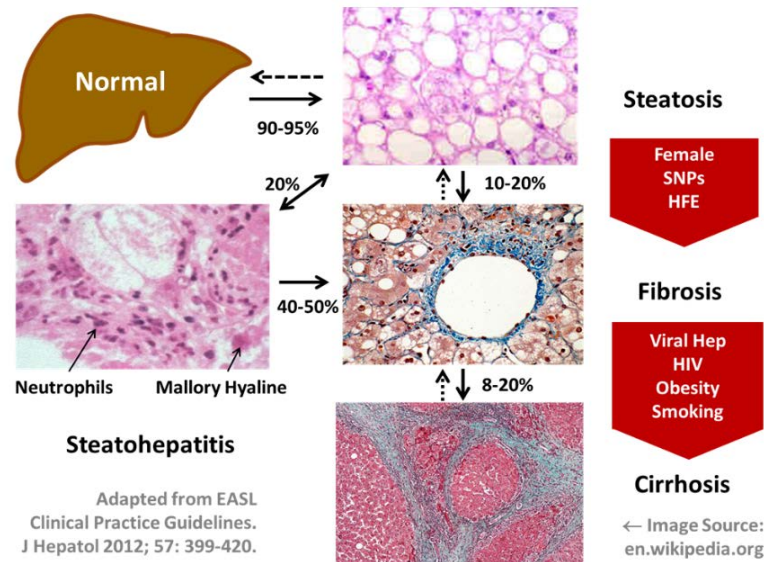 Normal
90-95%
Steatosis
Female
SNPs
HFE
20%
10-20%
40-50%
Fibrosis
Neutrophils
Mallory Hyaline
Viral Hep
HIV
Obesity
Smoking
8-20%
Steatohepatitis
Cirrhosis
Adapted from EASL
Clinical Practice Guidelines.
J Hepatol 2012; 57: 399-420.
← Image Source:
en.wikipedia.org